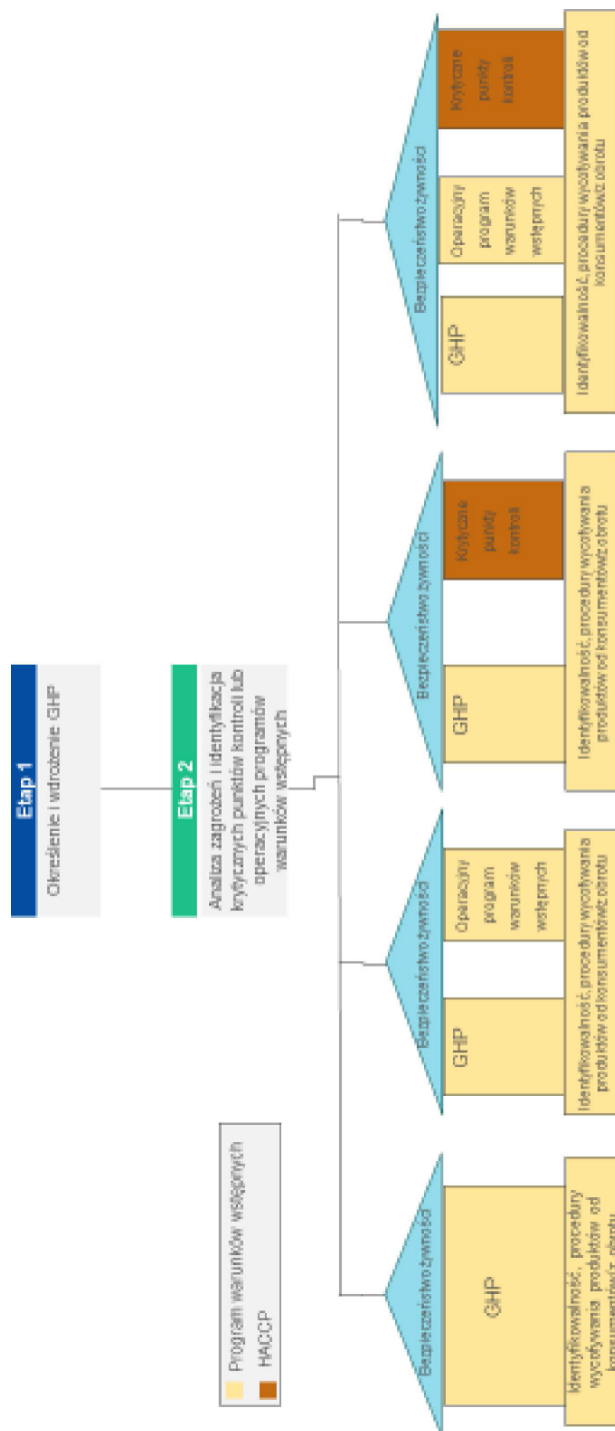 Etap 1
Określenie i wdrożenie GHP
Etap 2
Analiza zagrożeń i identyfikacja
krytycznych punktów kontroli lub
operacyjnych programów
warunków wstępnych
Program warunków wstępnych
HACCP
Bezpieczeństwo żywności
GHP
Identyfikowalność, procedury
wycofywania produktów od
konsumentów/z obrotu
Bezpieczeństwo żywności
GHP
Operacyjny
program
warunków
wstępnych
Identyfikowalność, procedury wycofywania
produktów od konsumentów/z obrotu
Bezpieczeństwo żywności
GHP
Krytyczne
punkty
kontroli
Identyfikowalność, procedury wycofywania
produktów od konsumentów/z obrotu
Bezpieczeństwo żywności
GHP
Operacyjny
program
warunków
wstępnych
Krytyczne
punkty
kontroli
Identyfikowalność, procedury wycofywania produktów od
konsumentów/z obrotu